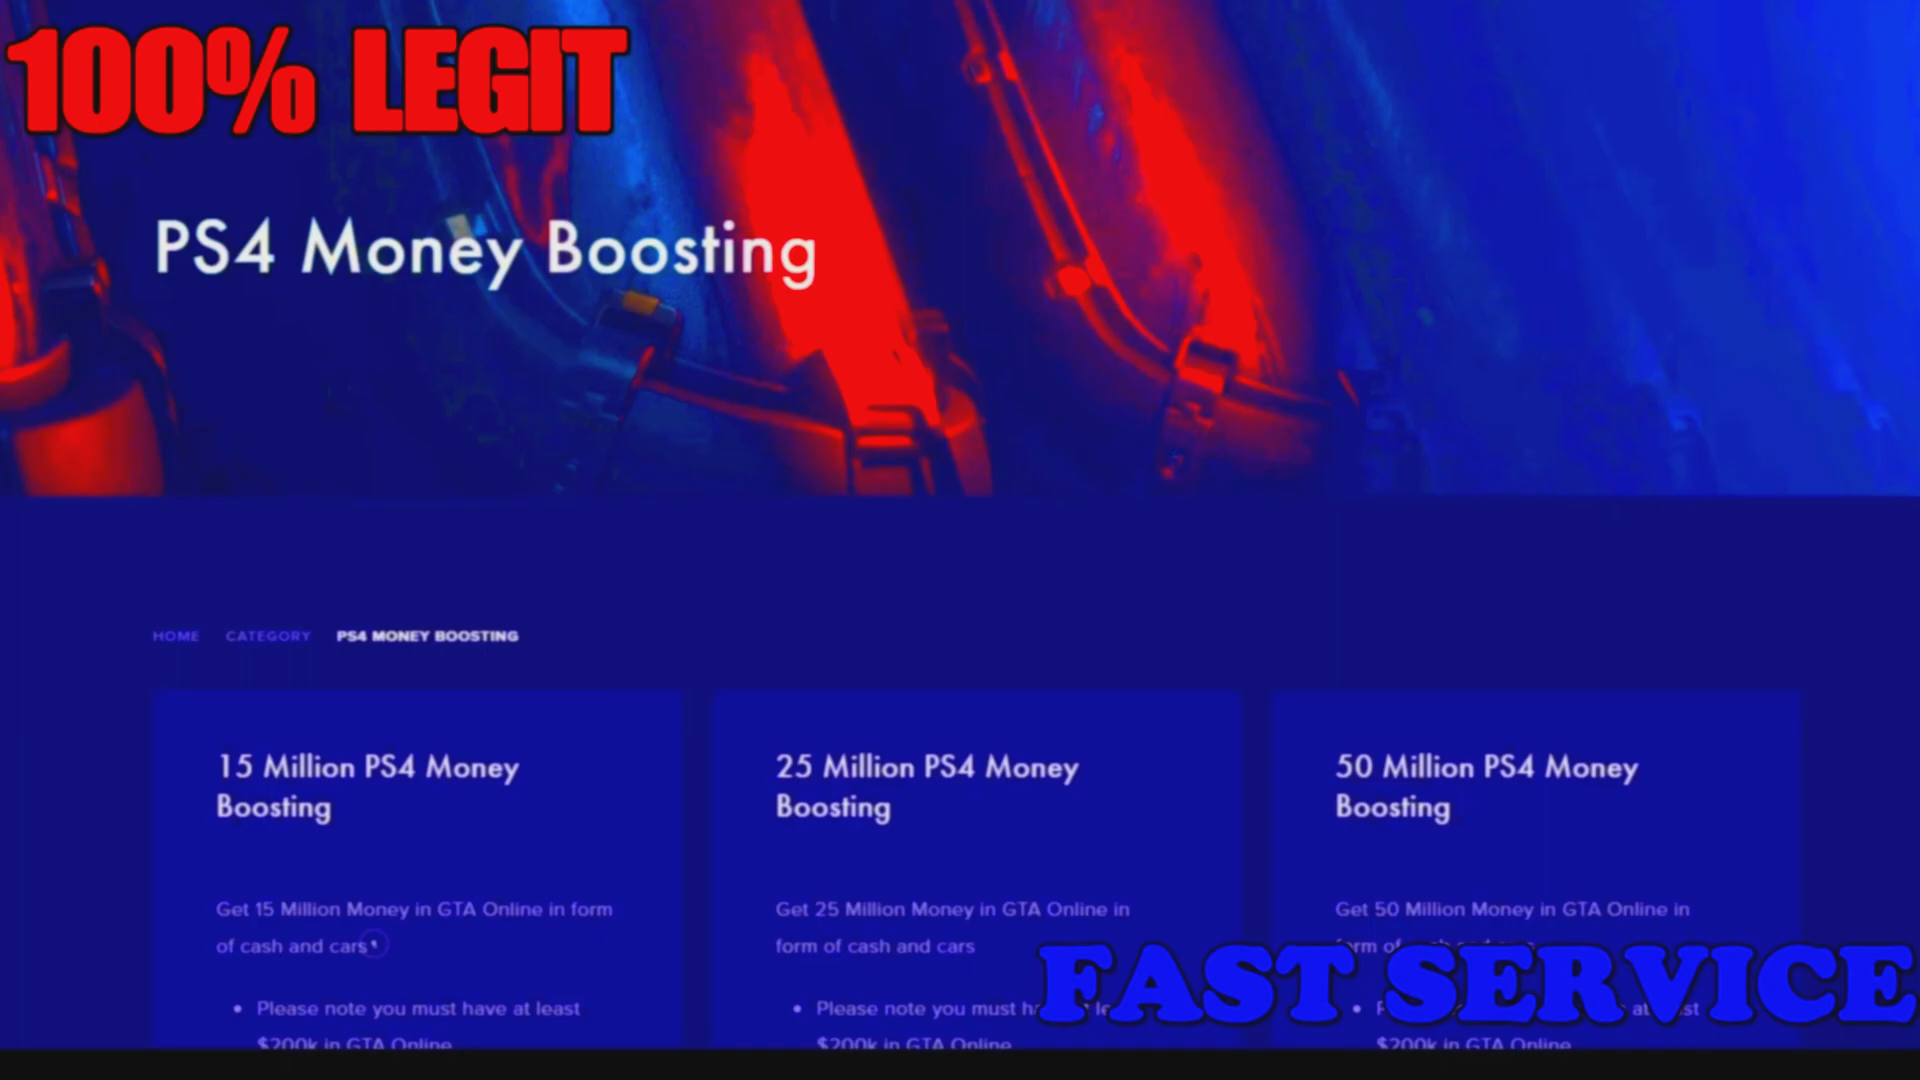 100% LEGIT
PS4 Money Boosting
HOME CATEGORY PS4 MONEY BOOSTING
15 Million PS4 Money
Boosting
Get 15 Million Money in GTA Online in form
of cash and cars
• Please note you must have at least
$200k in GTA Online
25 Million PS4 Money
Boosting
Get 25 Million Money in GTA Online in
form of cash and cars
• Please note you must
$200k in GTA Online
50 Million PS4 Money
Boosting
Get 50 Million Money in GTA Online in
$200k in GTA Online
FAST SERVICE